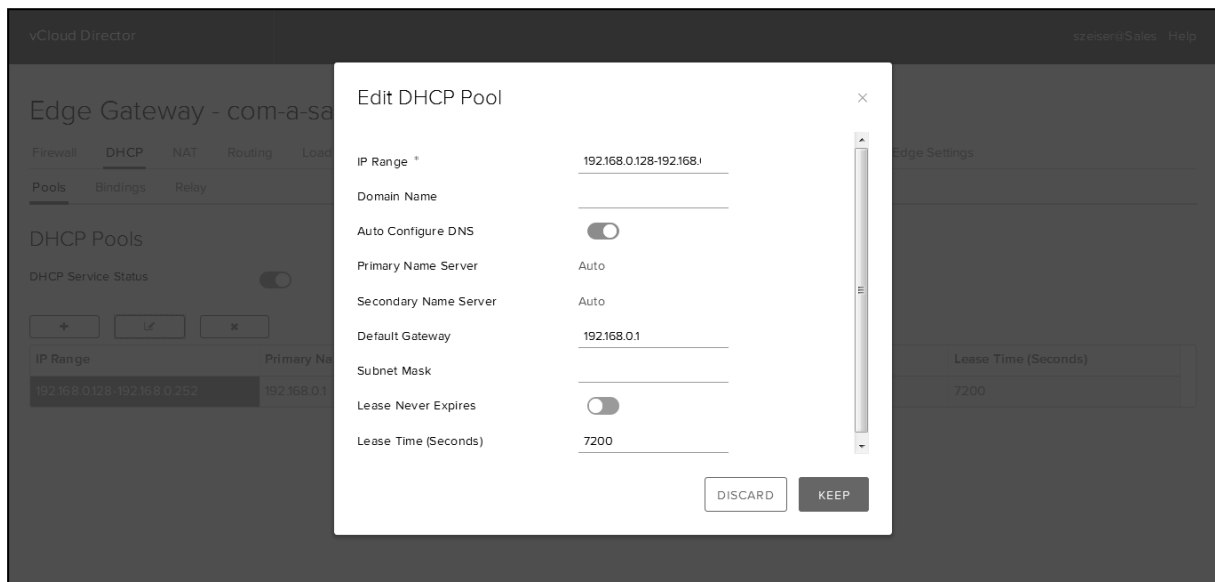 vCloud Director
szeiser@Sales Help
Edge Gateway - com-a-sa
Firewall DHCP NAT Routing Load Edge Settings
Pools Bindings Relay
DHCP Pools
DHCP Service Status
IP Range Primary Na Lease Time (Seconds)
192.168.0.128-192.168.0.252 192.168.0.1 7200
Edit DHCP Pool
IP Range * 192.168.0.128-192.168.
Domain Name
Auto Configure DNS
Primary Name Server Auto
Secondary Name Server Auto
Default Gateway 192.168.0.1
Subnet Mask
Lease Never Expires
Lease Time (Seconds) 7200
DISCARD KEEP